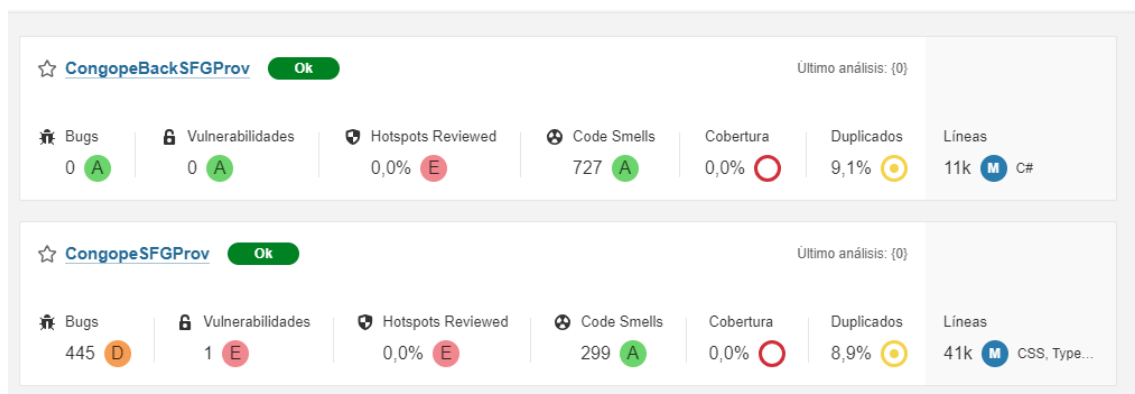 CongopeBackSFGProv Ok Último análisis: {0}
Bugs Vulnerabilidades Hotspots Reviewed Code Smells Cobertura Duplicados Líneas
0 A 0 A 0,0% E 727 A 0,0% 9,1% 11k M C#
CongopeSFGProv Ok Último análisis: {0}
Bugs Vulnerabilidades Hotspots Reviewed Code Smells Cobertura Duplicados Líneas
445 D 1 E 0,0% E 299 A 0,0% 8,9% 41k M CSS, Type...